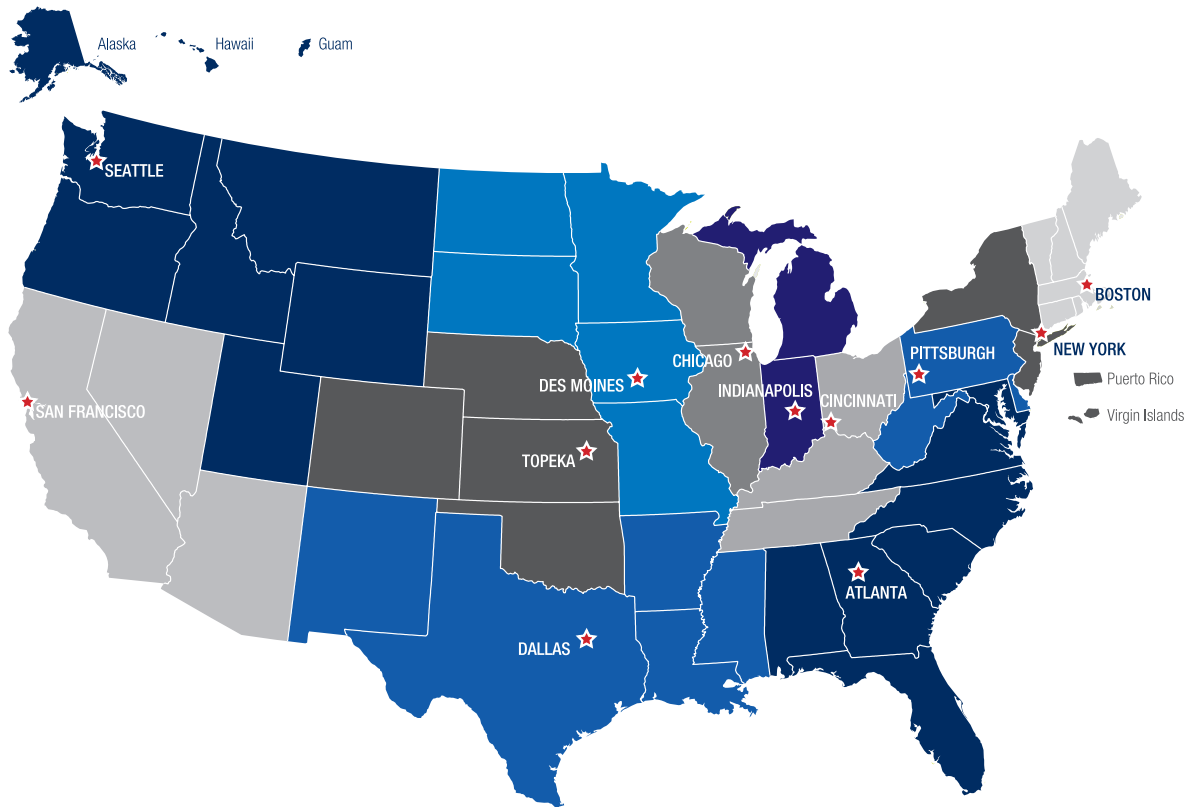 Alaska
Hawaii
Guam
SEATTLE
BOSTON
NEW YORK
PITTSBURGH
CHICAGO
Puerto Rico
DES MOINES
INDIANAPOLIS
CINCINNATI
SAN FRANCISCO
Virgin Islands
TOPEKA
ATLANTA
DALLAS